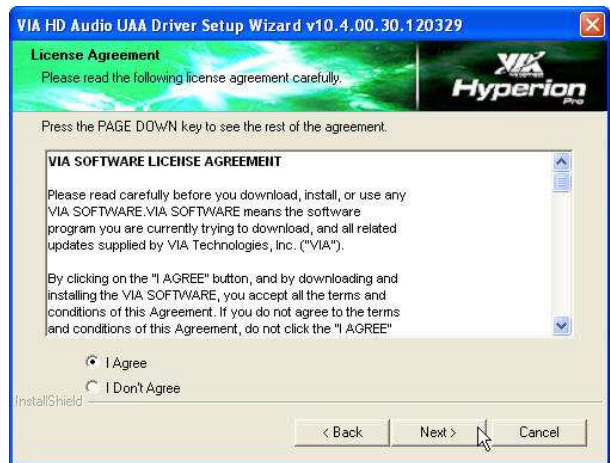 VIA HD Audio UAA Driver Setup Wizard v10.4.00.30.120329
License Agreement
Please read the following license agreement carefully.
VIA
Hyperion
Pro
Press the PAGE DOWN key to see the rest of the agreement.
VIA SOFTWARE LICENSE AGREEMENT
Please read carefully before you download, install, or use any
VIA SOFTWARE.VIA SOFTWARE means the software
program you are currently trying to download, and all related
updates supplied by VIA Technologies, Inc. ("VIA").
By clicking on the "I AGREE" button, and by downloading and
installing the VIA SOFTWARE, you accept all the terms and
conditions of this Agreement. If you do not agree to the terms
and conditions of this Agreement, do not click the "I AGREE"
I Agree
I Don't Agree
InstallShield
< Back Next > Cancel